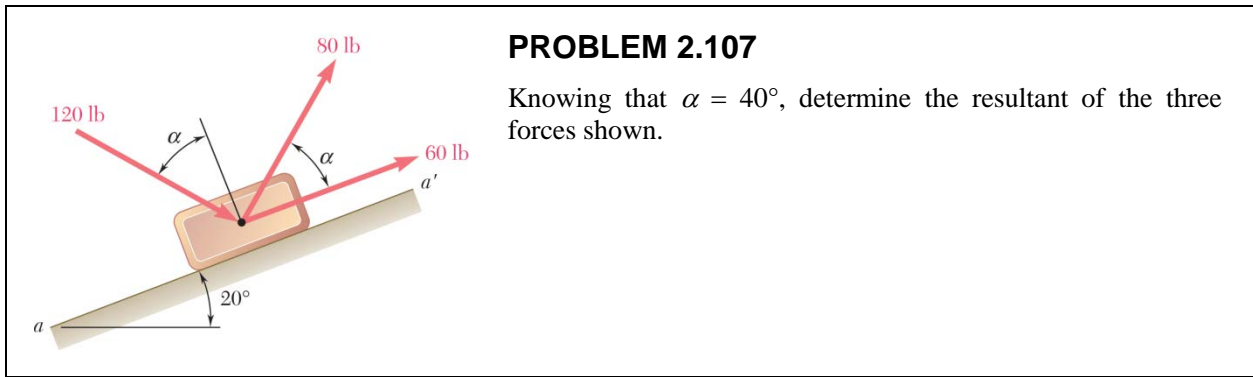 PROBLEM 2.107
Knowing that α = 40°, determine the resultant of the three
forces shown.
80 lb
120 lb
α
α
60 lb
a′
20°
a